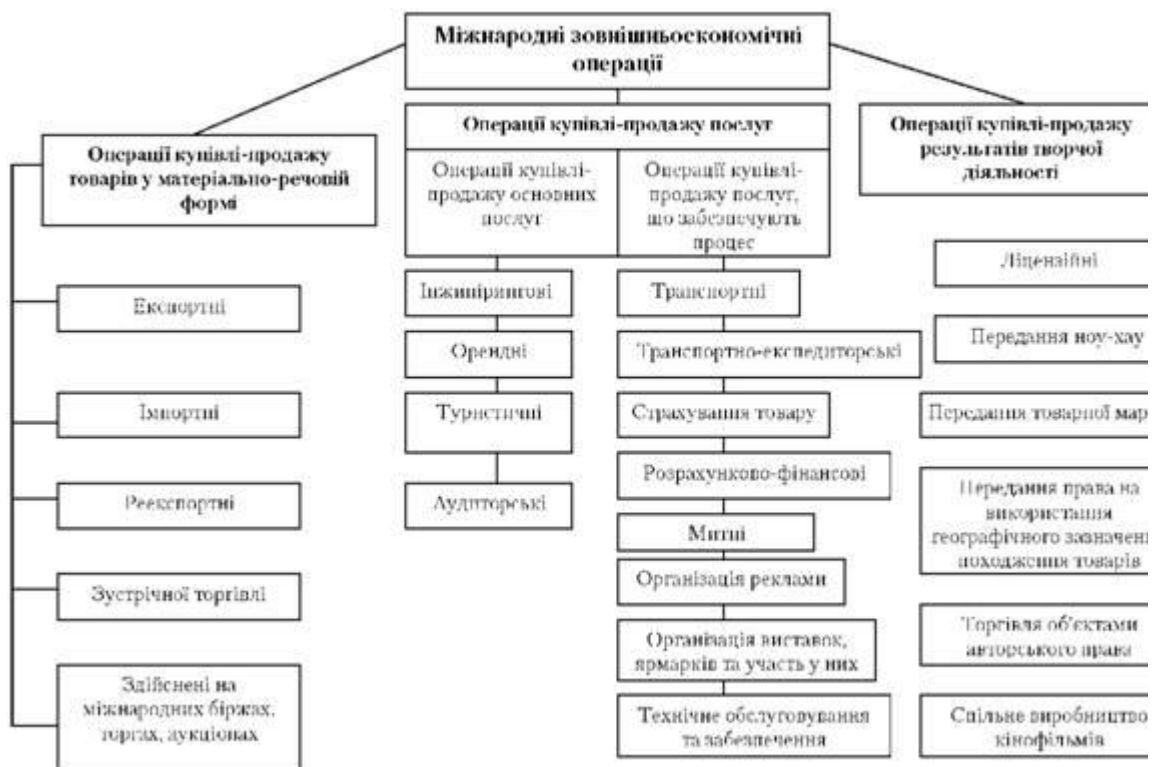 Міжнародні зовнішньоекономічні
операції
Операції купівлі-продажу
товарів у матеріально-речовій
формі
Експортні
Імпортні
Реекспортні
Зустрічної торгівлі
Здійснені на
міжнародних біржах,
торгах, аукціонах
Операції купівлі-продажу послуг
Операції купівлі-
продажу основних
послуг
Інжинірингові
Орендні
Туристичні
Аудиторські
Операції купівлі-
продажу послуг,
що забезпечують
процес
Транспортні
Транспортно-експедиторські
Страхування товару
Розрахунково-фінансові
Митні
Організація реклами
Організація виставок,
ярмарків та участь у них
Технічне обслуговування
та забезпечення
Операції купівлі-продажу
результатів творчої
діяльності
Ліцензійні
Передання ноу-хау
Передання товарної мар
Передання права на
використання
географічного зазначен
походження товарів
Торгівля об'єктами
авторського права
Спільне виробництво
кінофільмів